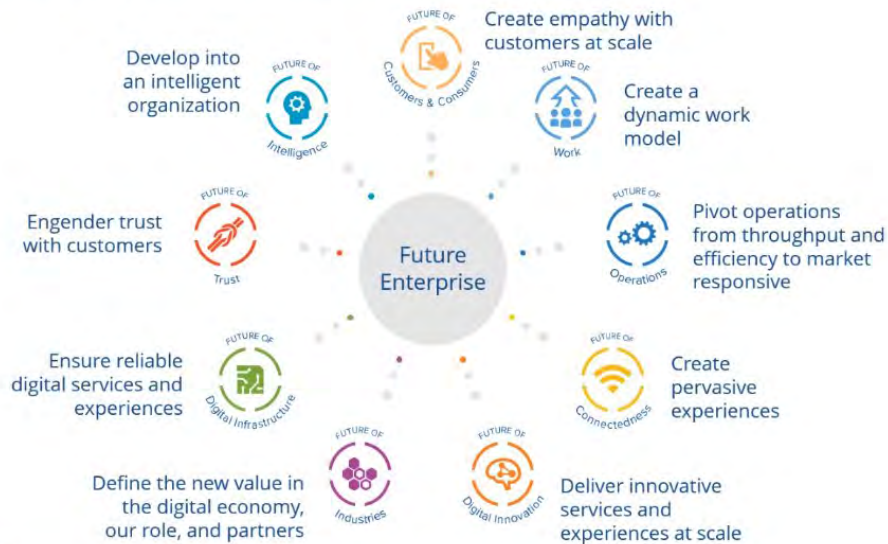 FUTURE OF
Customers & Consumers
Create empathy with
customers at scale
FUTURE OF
Work
Create a
dynamic work
model
FUTURE OF
Operations
Pivot operations
from throughput and
efficiency to market
responsive
FUTURE OF
Connectedness
Create
pervasive
experiences
FUTURE OF
Digital Innovation
Deliver innovative
services and
experiences at scale
FUTURE OF
Industries
Define the new value in
the digital economy,
our role, and partners
FUTURE OF
Digital Infrastructure
Ensure reliable
digital services and
experiences
FUTURE OF
Trust
Engender trust
with customers
FUTURE OF
Intelligence
Develop into
an intelligent
organization
Future
Enterprise